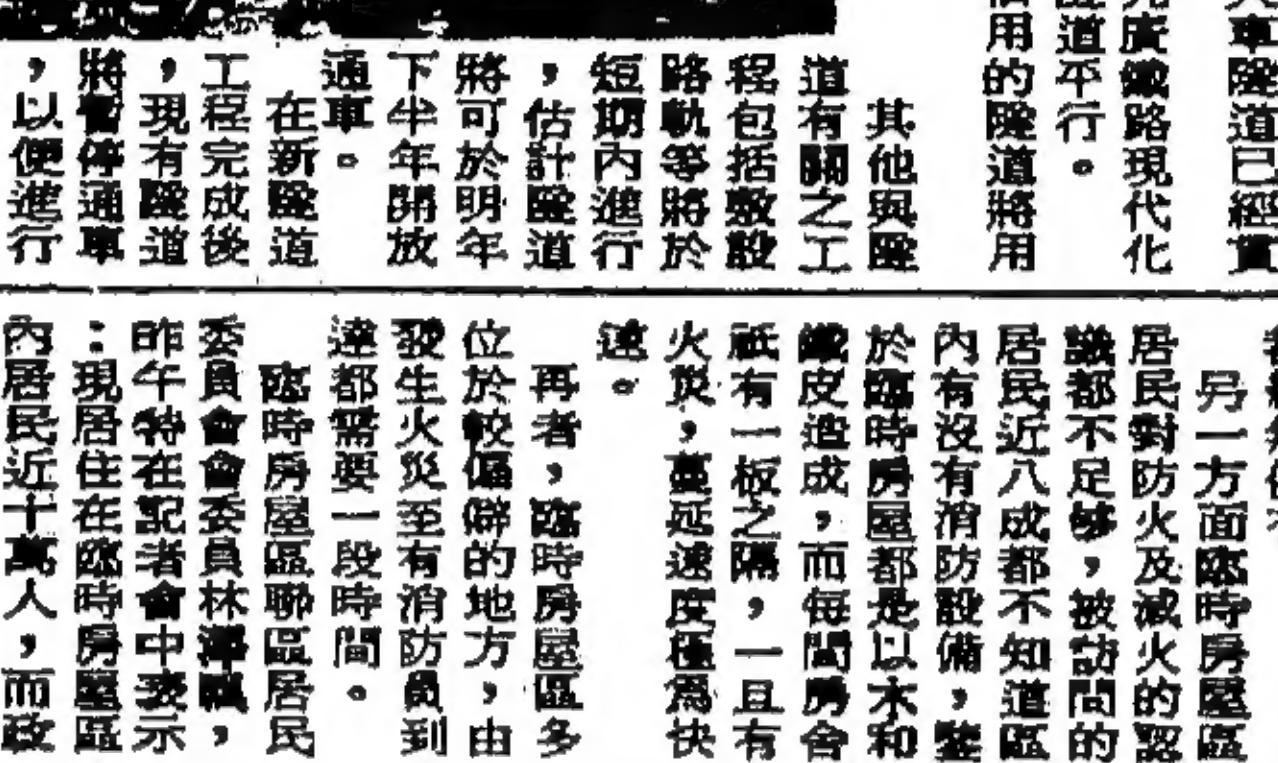 火車隧道已經貫
廣鐵路現代化
道平行。
用的隧道將用
其他與隧
道有關之工
程包括敷設
路軌等將於
短期內進行
，估計隧道
將可於明年
下半年開放
通車。
在新隧道
工程完成後
，現有隧道
將暫停通車
，以便進行
另一方面臨時房屋區
居民對防火及滅火的認
識都不足夠，被訪問的
居民近八成都不知道區
內有沒有消防設備，鑒
於臨時房屋都是以木和
鐵皮造成，而每間房舍
祇有一板之隔，一旦有
火災，蔓延速度極為快
速。
再者，臨時房屋區多
位於較偏僻的地方，由
發生火災至有消防員到
達都需要一段時間。
臨時房屋區聯區居民
委員會會委員林
昨午特在記者會中表示
：現居住在臨時房屋區
內居民近十萬人，而政